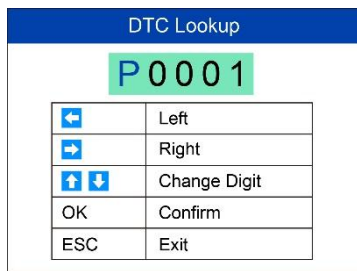 DTC Lookup
P0001
Left
Right
Change Digit
OK Confirm
ESC Exit